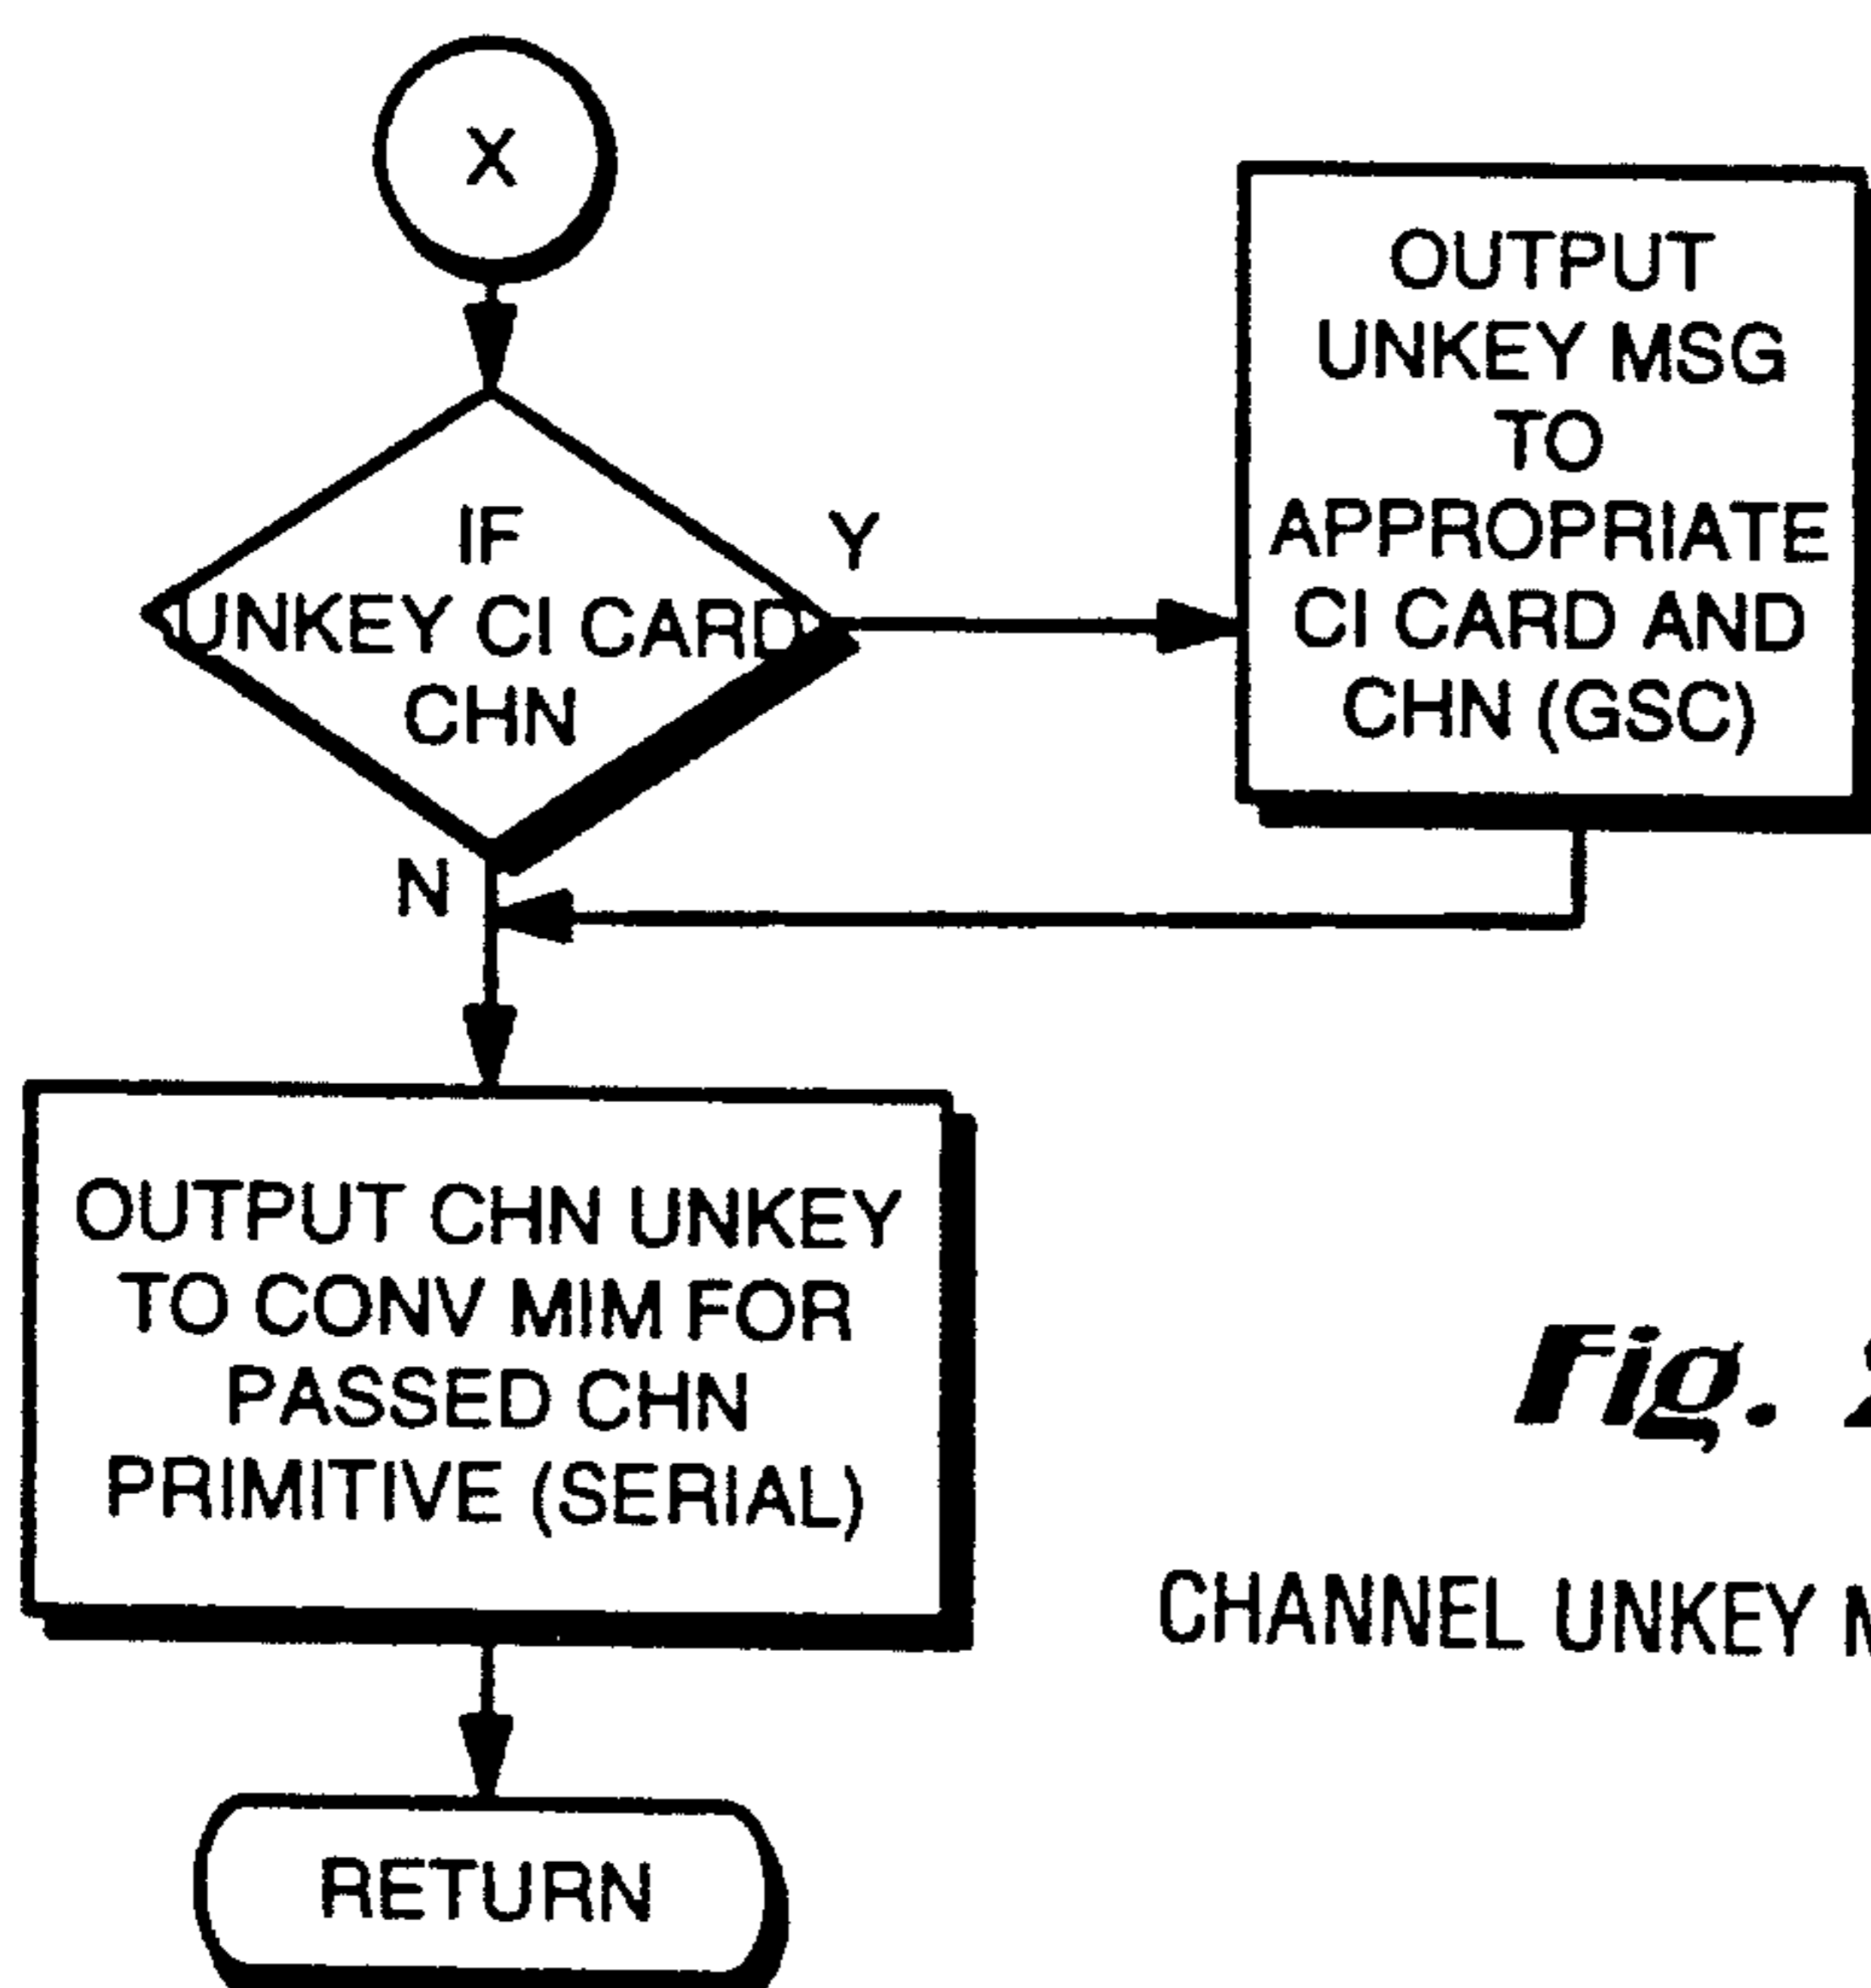 X
IF
UNKEY CI CARD
CHN
Y
N
OUTPUT
UNKEY MSG
TO
APPROPRIATE
CI CARD AND
CHN (GSC)
OUTPUT CHN UNKEY
TO CONV MIM FOR
PASSED CHN
PRIMITIVE (SERIAL)
RETURN
Fig.
CHANNEL UNKEY